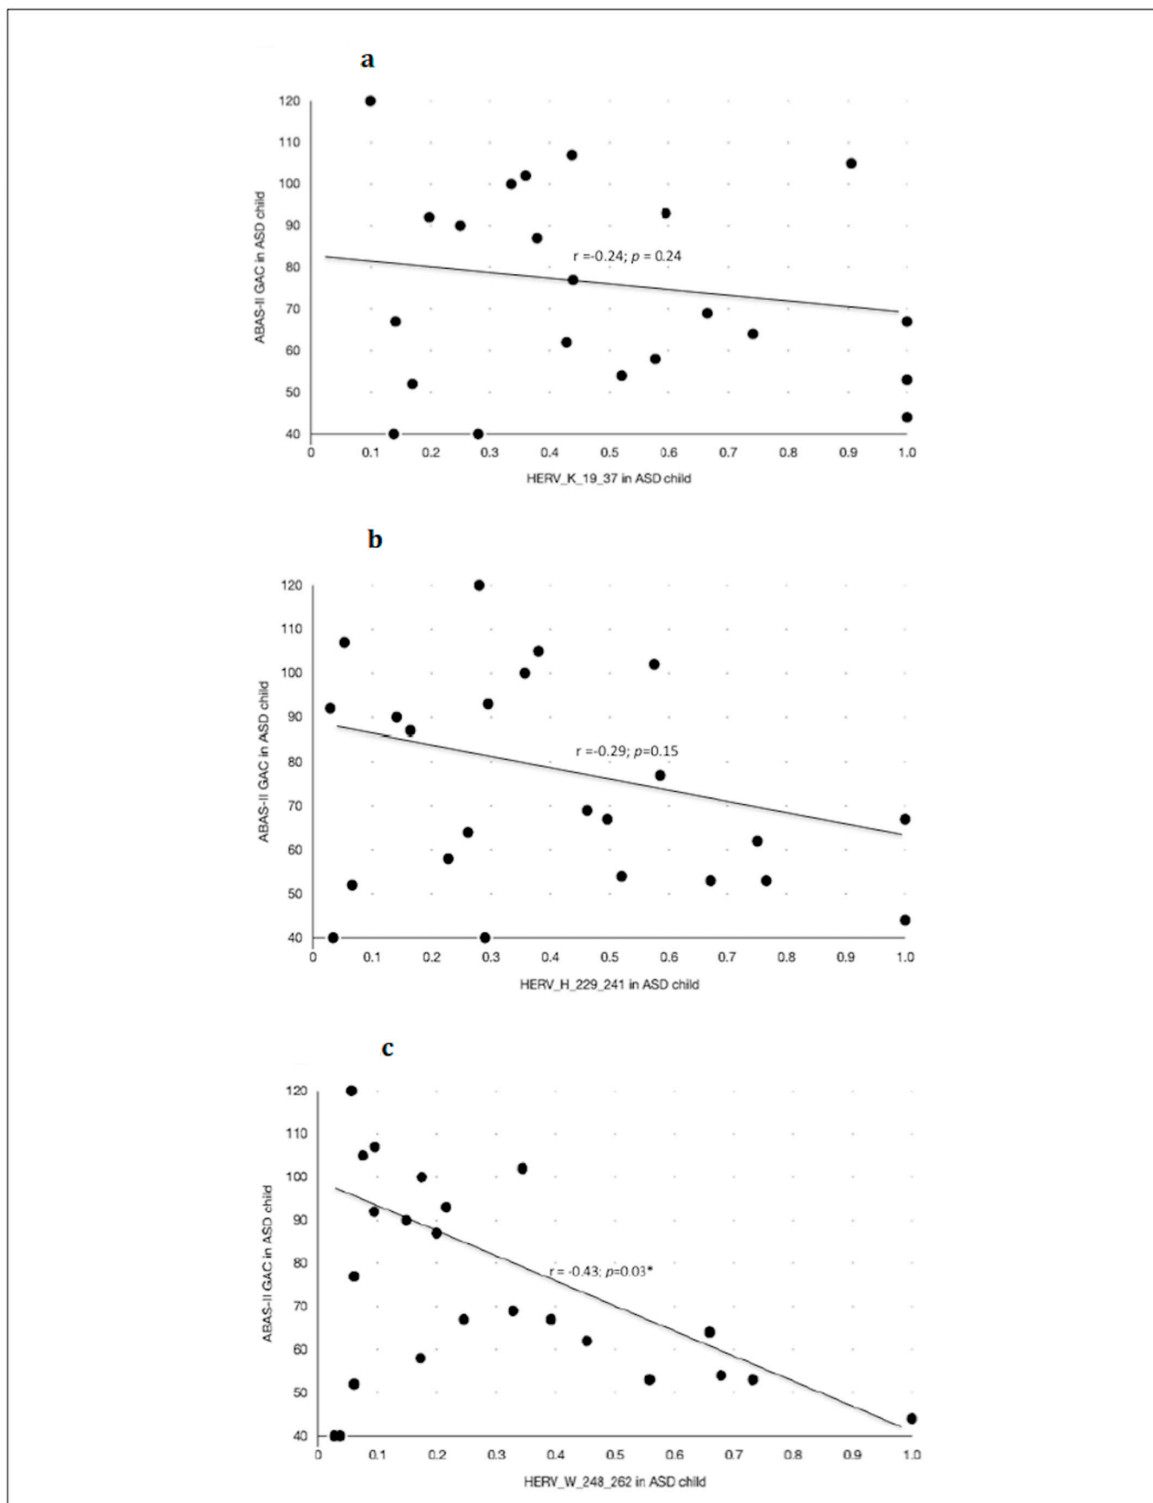 a
120
110
100
90
80
70
60
50
40
ABAS-II GAC in ASD child
r =-0.24; p = 0.24
0 0.1 0.2 0.3 0.4 0.5 0.6 0.7 0.8 0.9 1.0
HERV_K_19_37 in ASD child
b
120
110
100
90
80
70
60
50
40
ABAS-II GAC in ASD child
r =-0.29; p=0.15
0 0.1 0.2 0.3 0.4 0.5 0.6 0.7 0.8 0.9 1.0
HERV_H_229_241 in ASD child
c
120
110
100
90
80
70
60
50
40
ABAS-II GAC in ASD child
r = -0.43; p=0.03*
0 0.1 0.2 0.3 0.4 0.5 0.6 0.7 0.8 0.9 1.0
HERV_W_248_262 in ASD child